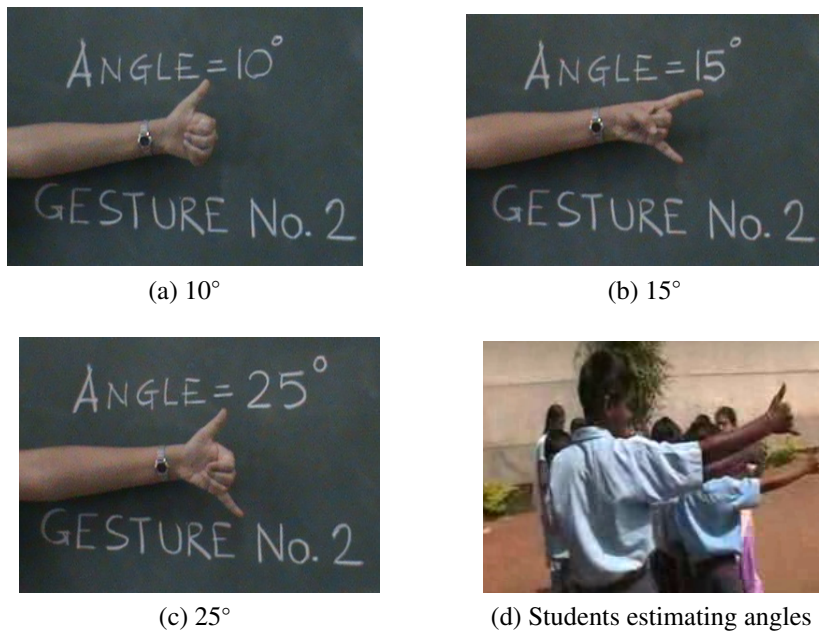 ANGLE = 10°
GESTURE No. 2
(a) 10°
ANGLE = 15°
GESTURE No. 2
(b) 15°
ANGLE = 25°
GESTURE No. 2
(c) 25°
(d) Students estimating angles